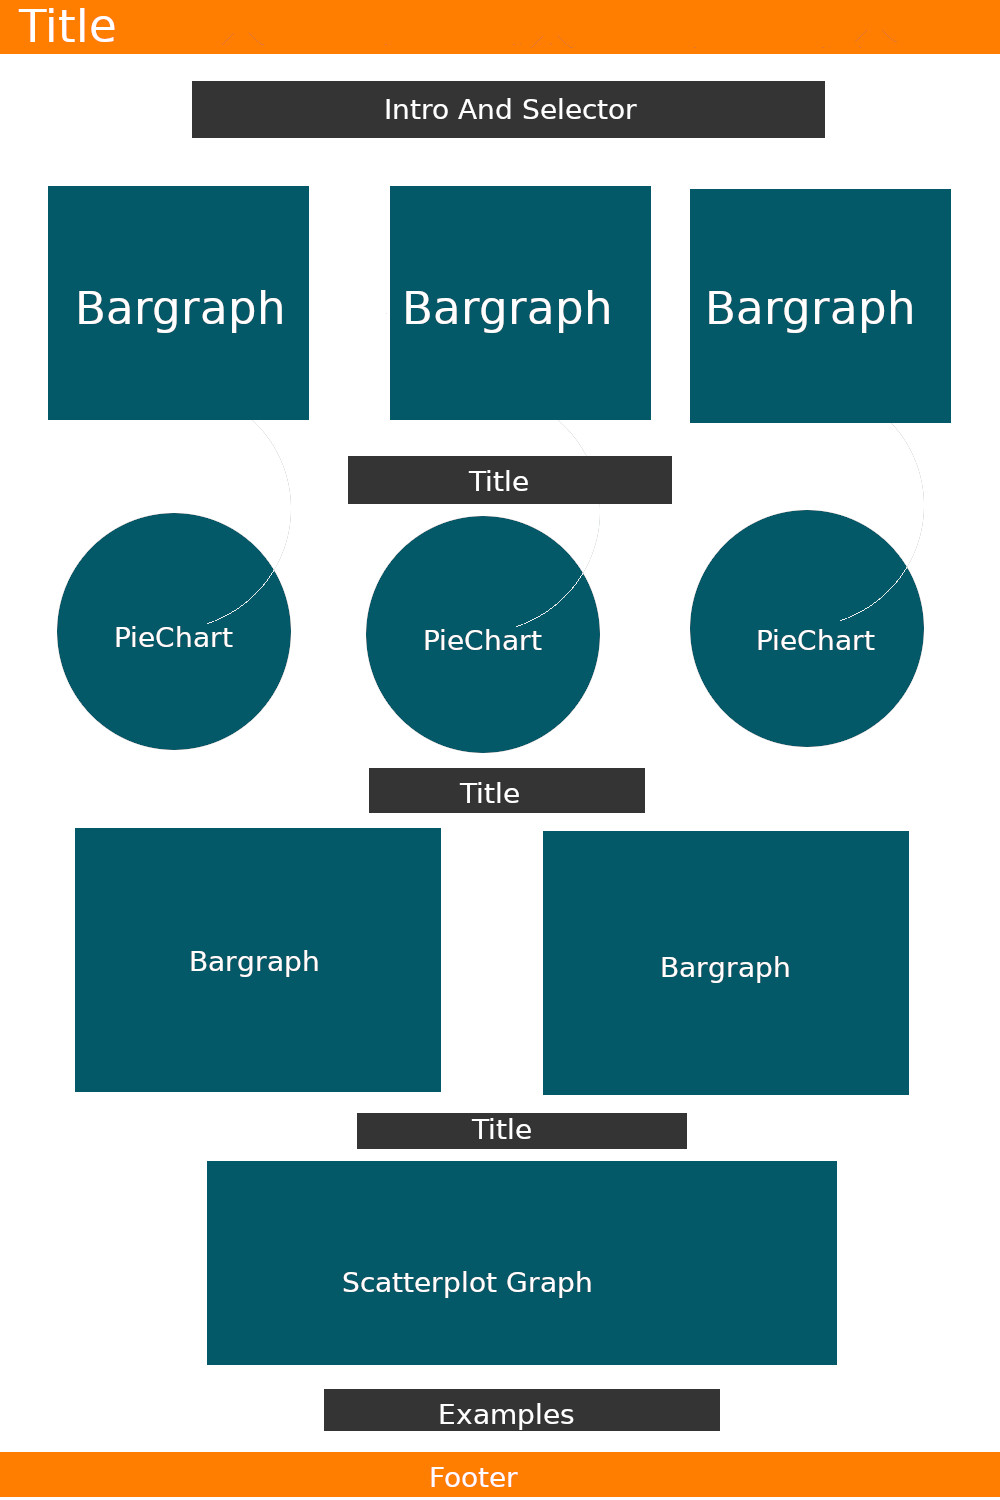 Title
Intro And Selector
Bargraph
Bargraph
Bargraph
Title
PieChart
PieChart
PieChart
Title
Bargraph
Bargraph
Title
Scatterplot Graph
Examples
Footer